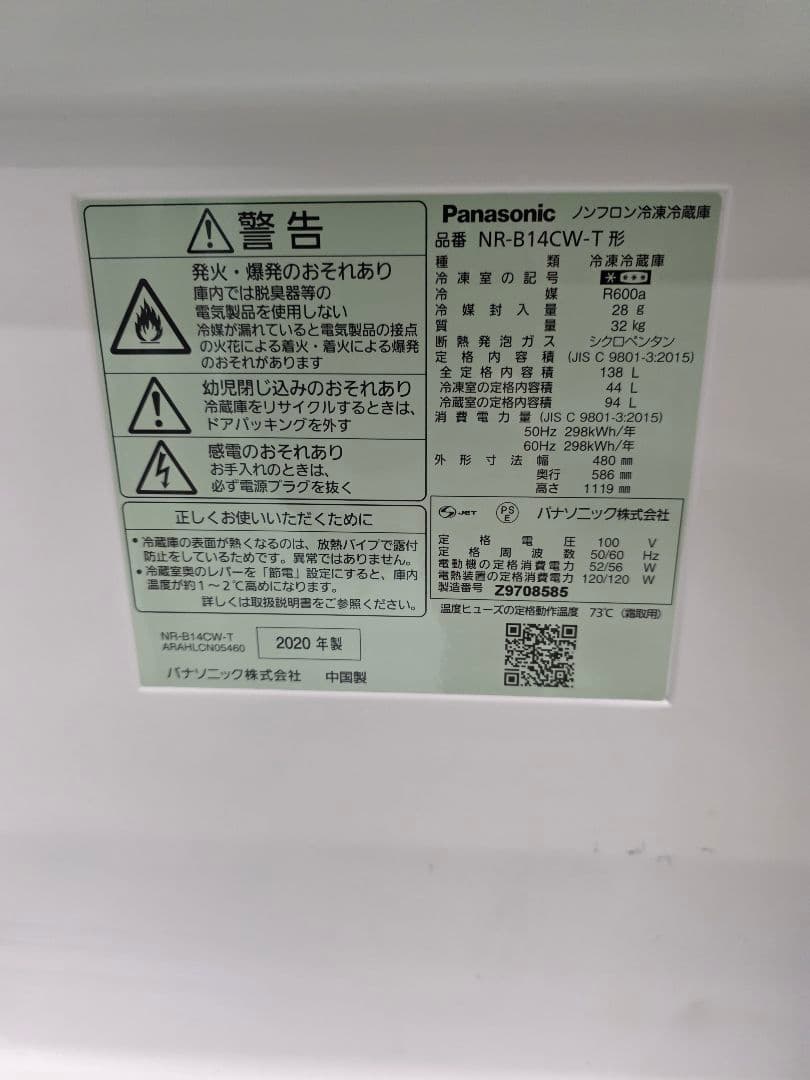 警告
発火・爆発のおそれあり
庫内では脱臭器等の
電気製品を使用しない
冷媒が漏れていると電気製品の接点
の火花による着火・着火による爆発
のおそれがあります
幼児閉じ込みのおそれあり
冷蔵庫をリサイクルするときは、
ドアパッキングを外す
感電のおそれあり
お手入れのときは、
必ず電源プラグを抜く
正しくお使いいただくために
•冷蔵庫の表面が熱くなるのは、放熱パイプで露付
防止をしているためです。異常ではありません。
•冷蔵室奥のレバーを「節電」設定にすると、庫内
温度が約1～2℃高めになります。
詳しくは取扱説明書をご参照ください。
NR-B14CW-T
ARAHLCN05460
2020 年製
パナソニック株式会社 中国製
Panasonic ノンフロン冷凍冷蔵庫
品番 NR-B14CW-T 形
種類 冷凍冷蔵庫
冷凍室の記号
冷媒 R600a
冷媒封入量 28 g
質量 32 kg
断熱発泡ガス シクロペンタン
定格内容積 (JIS C 9801-3:2015)
全定格内容積 138 L
冷凍室の定格内容積 44 L
冷蔵室の定格内容積 94 L
消費電力量 (JIS C 9801-3:2015)
50Hz 298kWh/年
60Hz 298kWh/年
外形寸法 幅 480 ㎜
奥行 586 ㎜
高さ 1119 ㎜
JET PSE パナソニック株式会社
定格電圧 100 V
定格周波数 50/60 Hz
電動機の定格消費電力 52/56 W
電熱装置の定格消費電力 120/120 W
製造番号 Z9708585
温度ヒューズの定格動作温度 73℃ (霜取用)